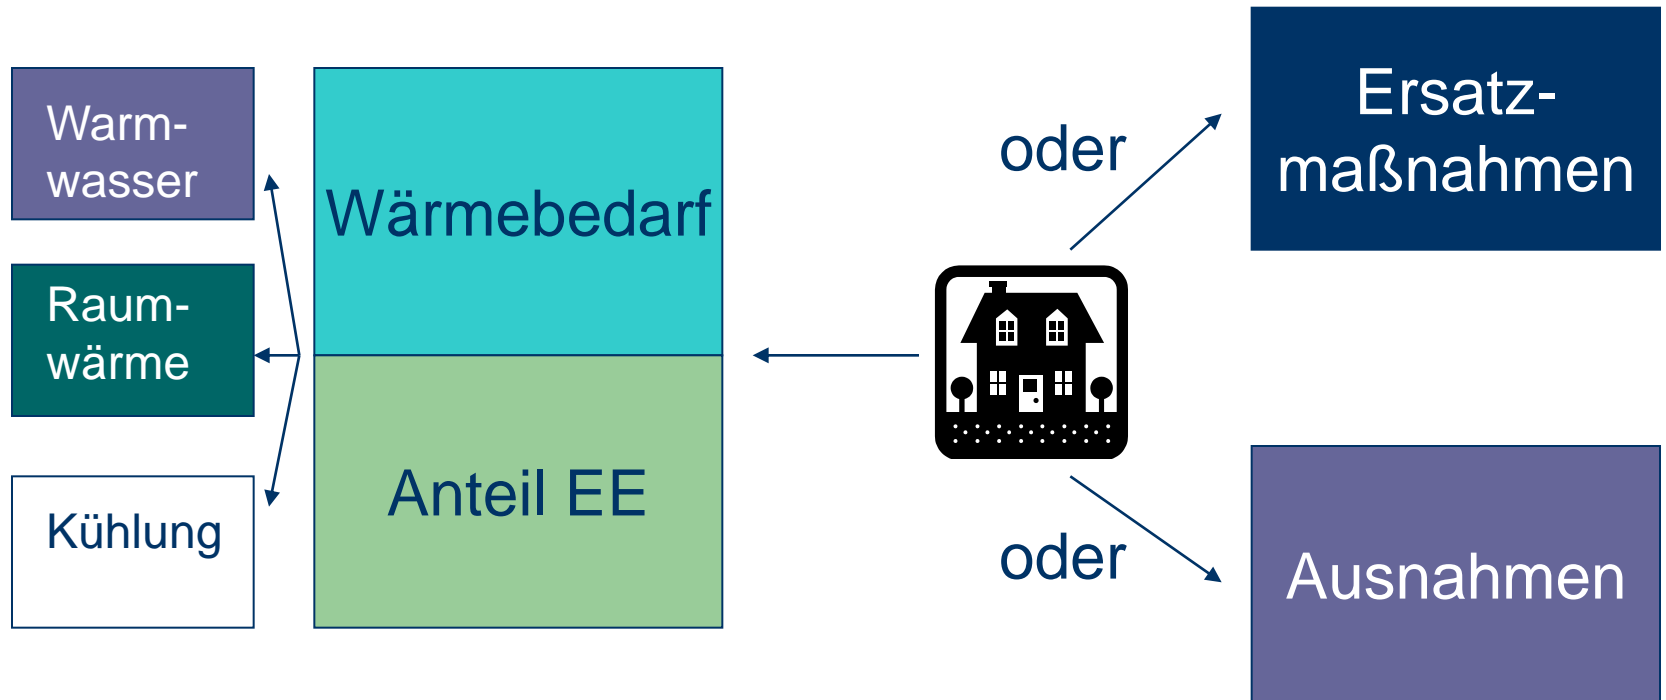 Warm-
wasser
Raum-
wärme
Kühlung
Wärmebedarf
Anteil EE
oder
oder
Ersatz-
maßnahmen
Ausnahmen